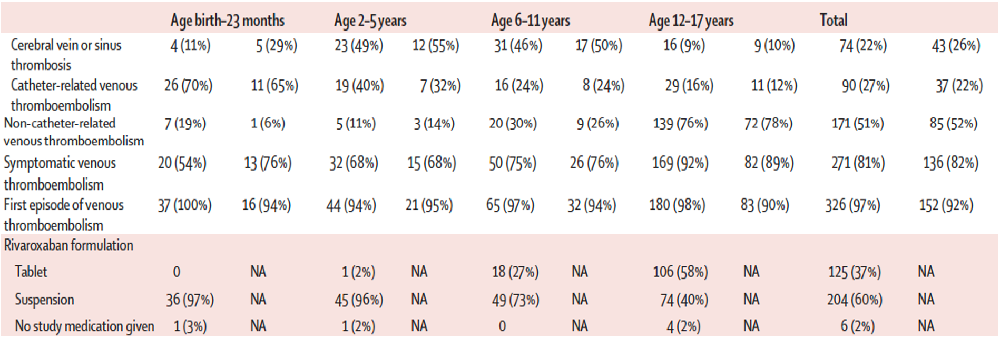 Age birth–23 months Age 2–5 years Age 6–11 years Age 12–17 years Total
Cerebral vein or sinus 4 (11%) 5 (29%) 23 (49%) 12 (55%) 31 (46%) 17 (50%) 16 (9%) 9 (10%) 74 (22%) 43 (26%)
thrombosis
Catheter-related venous 26 (70%) 11 (65%) 19 (40%) 7 (32%) 16 (24%) 8 (24%) 29 (16%) 11 (12%) 90 (27%) 37 (22%)
thromboembolism
Non-catheter-related 7 (19%) 1 (6%) 5 (11%) 3 (14%) 20 (30%) 9 (26%) 139 (76%) 72 (78%) 171 (51%) 85 (52%)
venous thromboembolism
Symptomatic venous 20 (54%) 13 (76%) 32 (68%) 15 (68%) 50 (75%) 26 (76%) 169 (92%) 82 (89%) 271 (81%) 136 (82%)
thromboembolism
First episode of venous 37 (100%) 16 (94%) 44 (94%) 21 (95%) 65 (97%) 32 (94%) 180 (98%) 83 (90%) 326 (97%) 152 (92%)
thromboembolism
Rivaroxaban formulation
Tablet 0 NA 1 (2%) NA 18 (27%) NA 106 (58%) NA 125 (37%) NA
Suspension 36 (97%) NA 45 (96%) NA 49 (73%) NA 74 (40%) NA 204 (60%) NA
No study medication given 1 (3%) NA 1 (2%) NA 0 NA 4 (2%) NA 6 (2%) NA